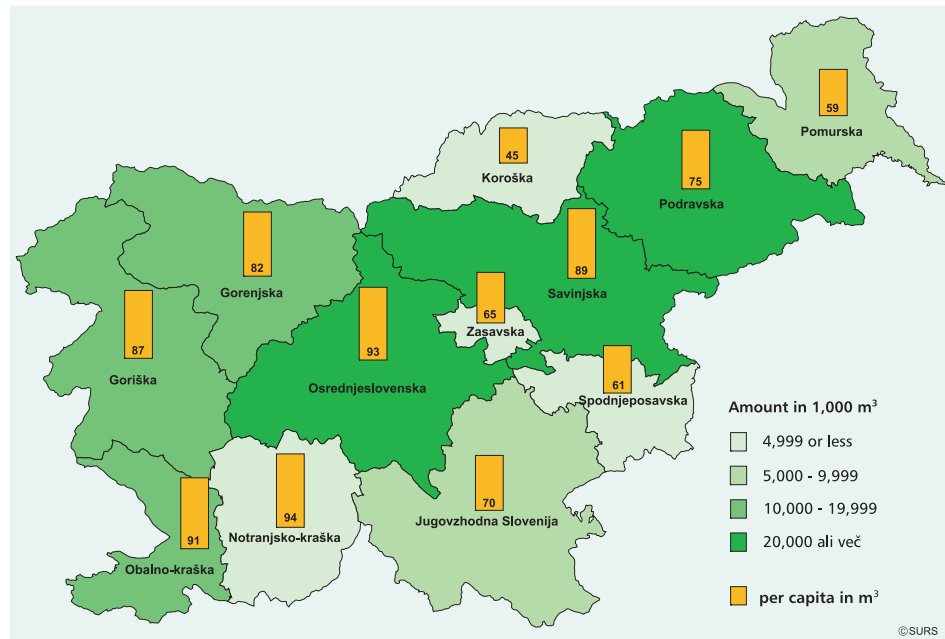 59
Pomurska
45
Koroška
75
Podravska
82
Gorenjska
89
Savinjska
65
Zasavska
87
Goriška
93
Osrednjeslovenska
61
Spodnjeposavska
70
Jugovzhodna Slovenija
94
Notranjsko-kraška
91
Obalno-kraška
Amount in 1,000 m³
4,999 or less
5,000 - 9,999
10,000 - 19,999
20,000 ali več
per capita in m³
©SURS